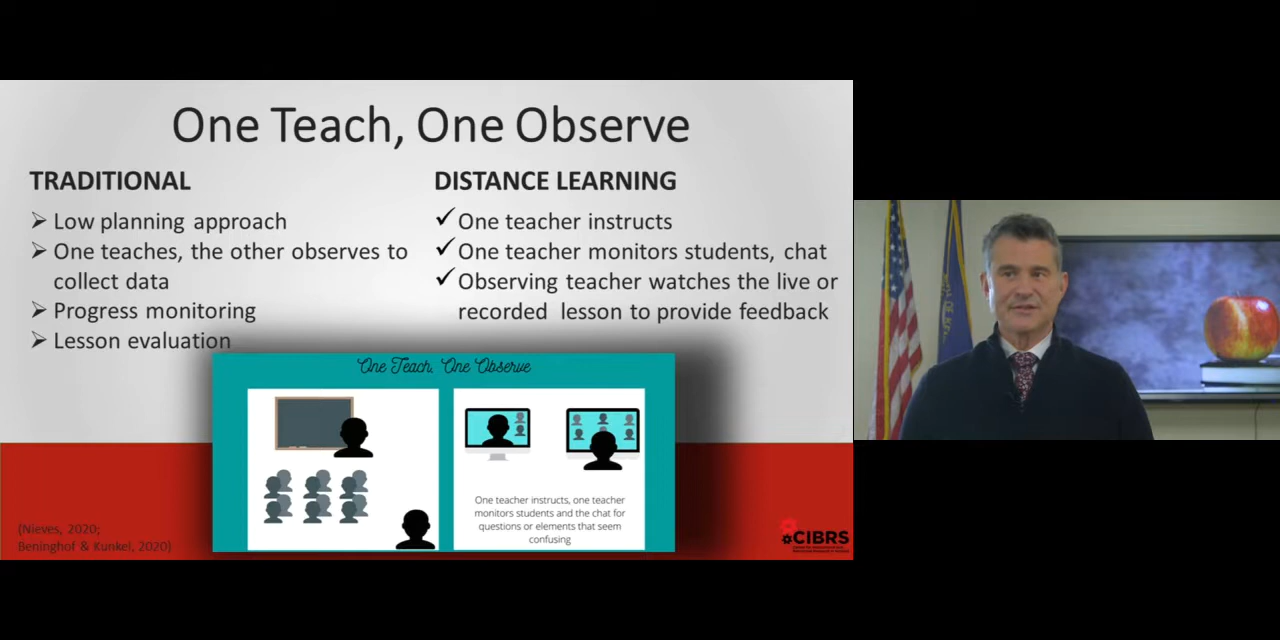 One Teach, One Observe
TRADITIONAL
Low planning approach
One teaches, the other observes to
collect data
Progress monitoring
Lesson evaluation
DISTANCE LEARNING
One teacher instructs
One teacher monitors students, chat
Observing teacher watches the live or
recorded lesson to provide feedback
One Teach, One Observe
One teacher instructs, one teacher
monitors students and the chat for
questions or elements that seem
confusing
(Nieves, 2020;
Beninghof & Kunkel, 2020)
CIBRS